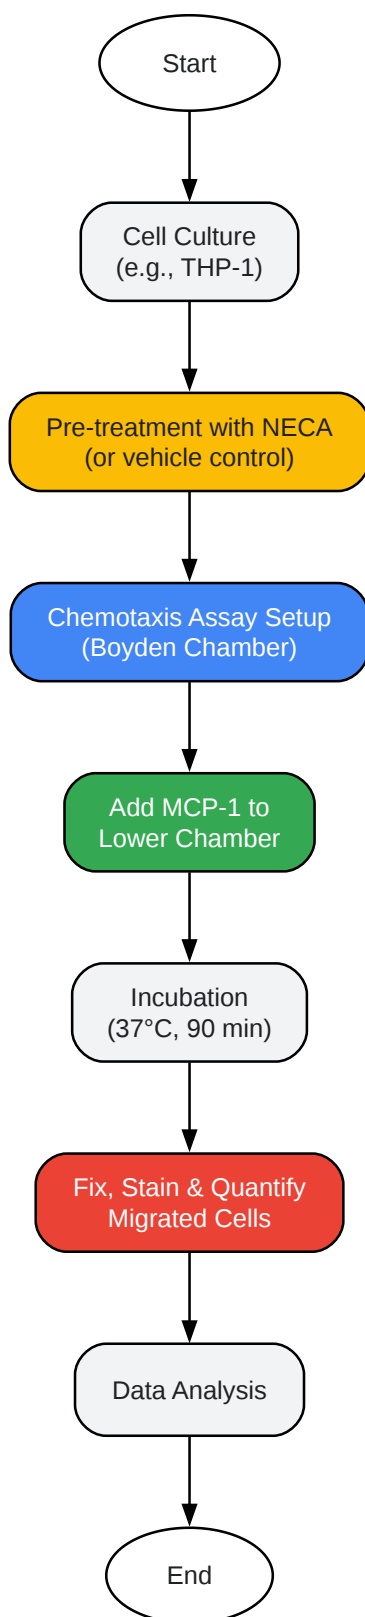 Start
Cell Culture
(e.g., THP-1)
Pre-treatment with NECA
(or vehicle control)
Chemotaxis Assay Setup
(Boyden Chamber)
Add MCP-1 to
Lower Chamber
Incubation
(37°C, 90 min)
Fix, Stain & Quantify
Migrated Cells
Data Analysis
End